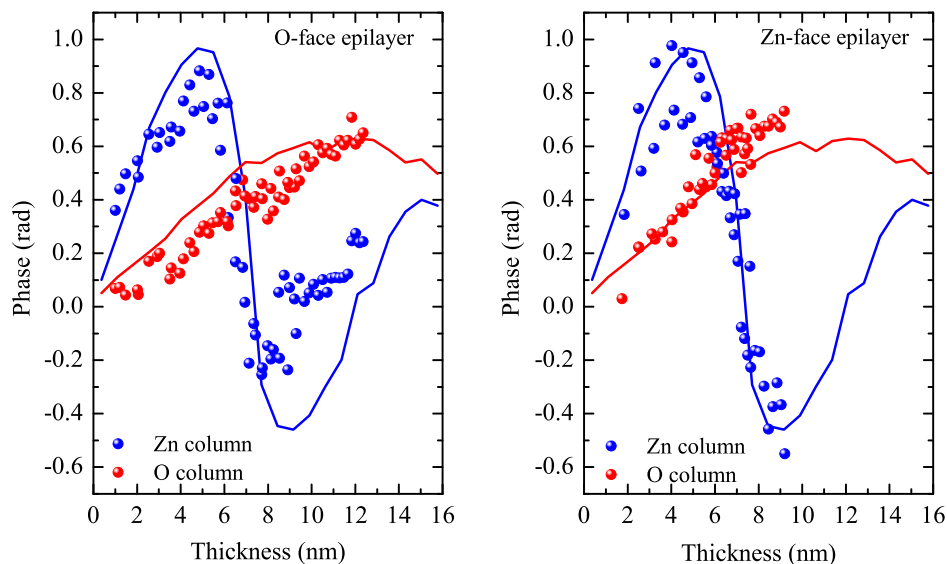 O-face epilayer
1.0
0.8
0.6
0.4
0.2
0.0
-0.2
-0.4
-0.6
Phase (rad)
Zn column
O column
0 2 4 6 8 10 12 14 16
Thickness (nm)
Zn-face epilayer
1.0
0.8
0.6
0.4
0.2
0.0
-0.2
-0.4
-0.6
Phase (rad)
Zn column
O column
0 2 4 6 8 10 12 14 16
Thickness (nm)